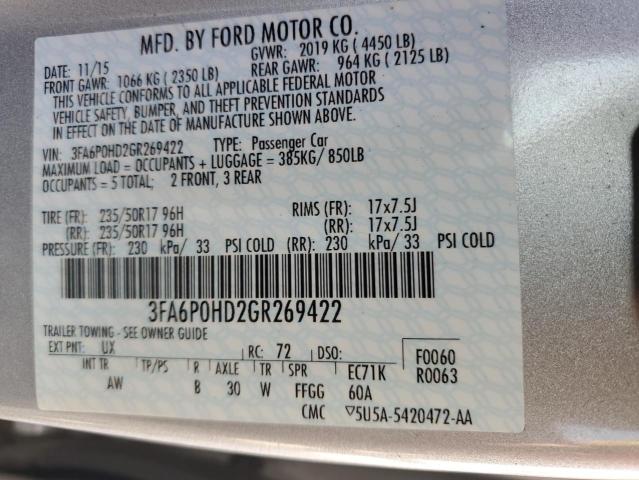 MFD. BY FORD MOTOR CO.
DATE: 11/15 GVWR: 2019 KG ( 4450 LB)
FRONT GAWR: 1066 KG ( 2350 LB) REAR GAWR: 964 KG ( 2125 LB)
THIS VEHICLE CONFORMS TO ALL APPLICABLE FEDERAL MOTOR
VEHICLE SAFETY, BUMPER, AND THEFT PREVENTION STANDARDS
IN EFFECT ON THE DATE OF MANUFACTURE SHOWN ABOVE.
VIN: 3FA6P0HD2GR269422 TYPE: Passenger Car
MAXIMUM LOAD = OCCUPANTS + LUGGAGE = 385KG/ 850LB
OCCUPANTS = 5 TOTAL; 2 FRONT, 3 REAR
TIRE (FR): 235/50R17 96H RIMS (FR): 17x7.5J
(RR): 235/50R17 96H (RR): 17x7.5J
PRESSURE (FR): 230 kPa/ 33 PSI COLD (RR): 230 kPa/ 33 PSI COLD
3FA6P0HD2GR269422
TRAILER TOWING - SEE OWNER GUIDE
EXT PNT: UX RC: 72 DSO: F0060
INT TR TP/PS R AXLE TR SPR EC71K R0063
AW B 30 W FFGG 60A
CMC ▽5U5A-5420472-AA